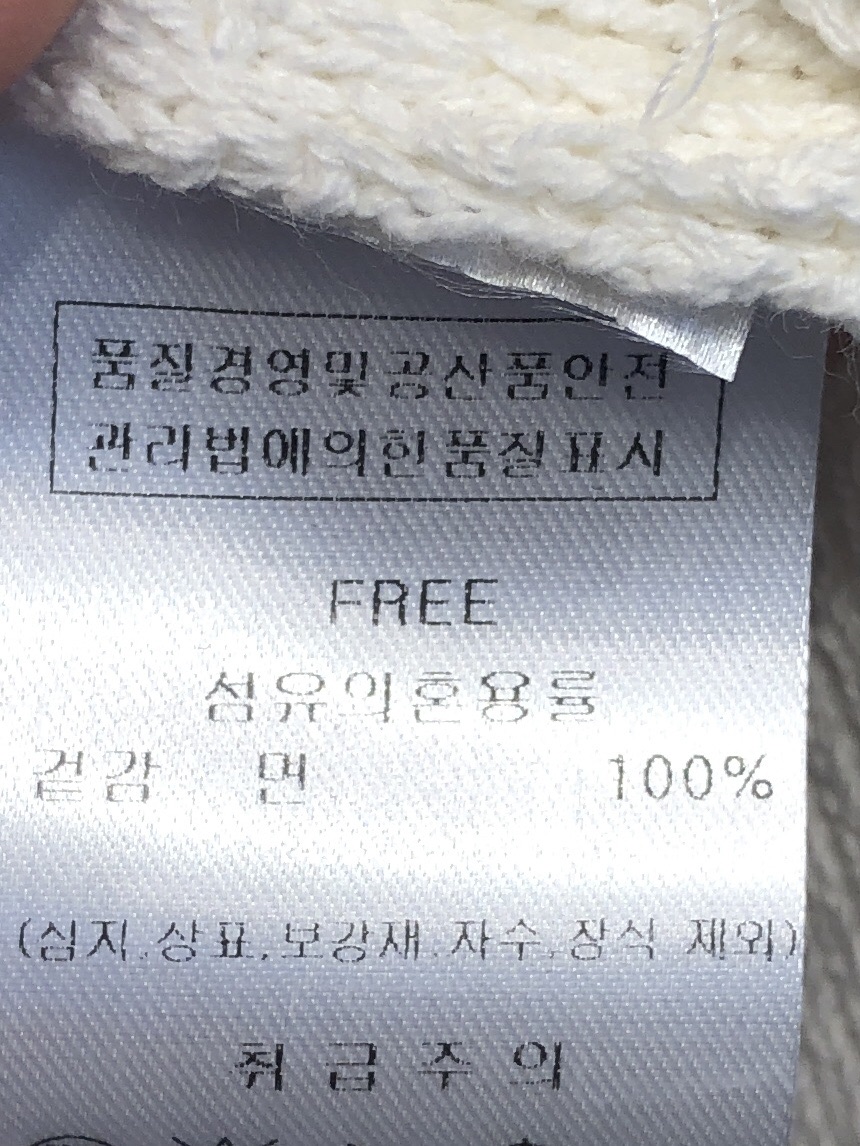 품질경영및공산품안전
관리법에의한품질표시
FREE
섬유의혼용률
겉감 면 100%
(심지.상표,보강재.자수.장식 제외)
취급주의